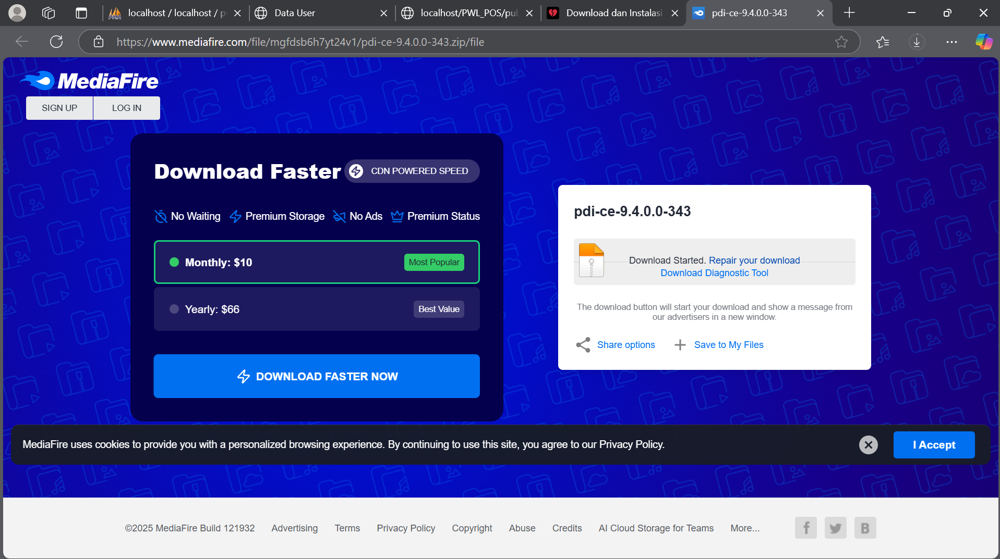 localhost / localhost / p
Data User
localhost/PWL_POS/pub
Download dan Instalasi
pdi-ce-9.4.0.0-343
https://www.mediafire.com/file/mgfdsb6h7yt24v1/pdi-ce-9.4.0.0-343.zip/file
MediaFire
SIGN UP
LOG IN
Download Faster
CDN POWERED SPEED
No Waiting
Premium Storage
No Ads
Premium Status
Monthly: $10
Most Popular
Yearly: $66
Best Value
DOWNLOAD FASTER NOW
pdi-ce-9.4.0.0-343
Download Started. Repair your download
Download Diagnostic Tool
The download button will start your download and show a message from
our advertisers in a new window.
Share options
Save to My Files
MediaFire uses cookies to provide you with a personalized browsing experience. By continuing to use this site, you agree to our Privacy Policy.
I Accept
©2025 MediaFire Build 121932
Advertising
Terms
Privacy Policy
Copyright
Abuse
Credits
AI Cloud Storage for Teams
More...